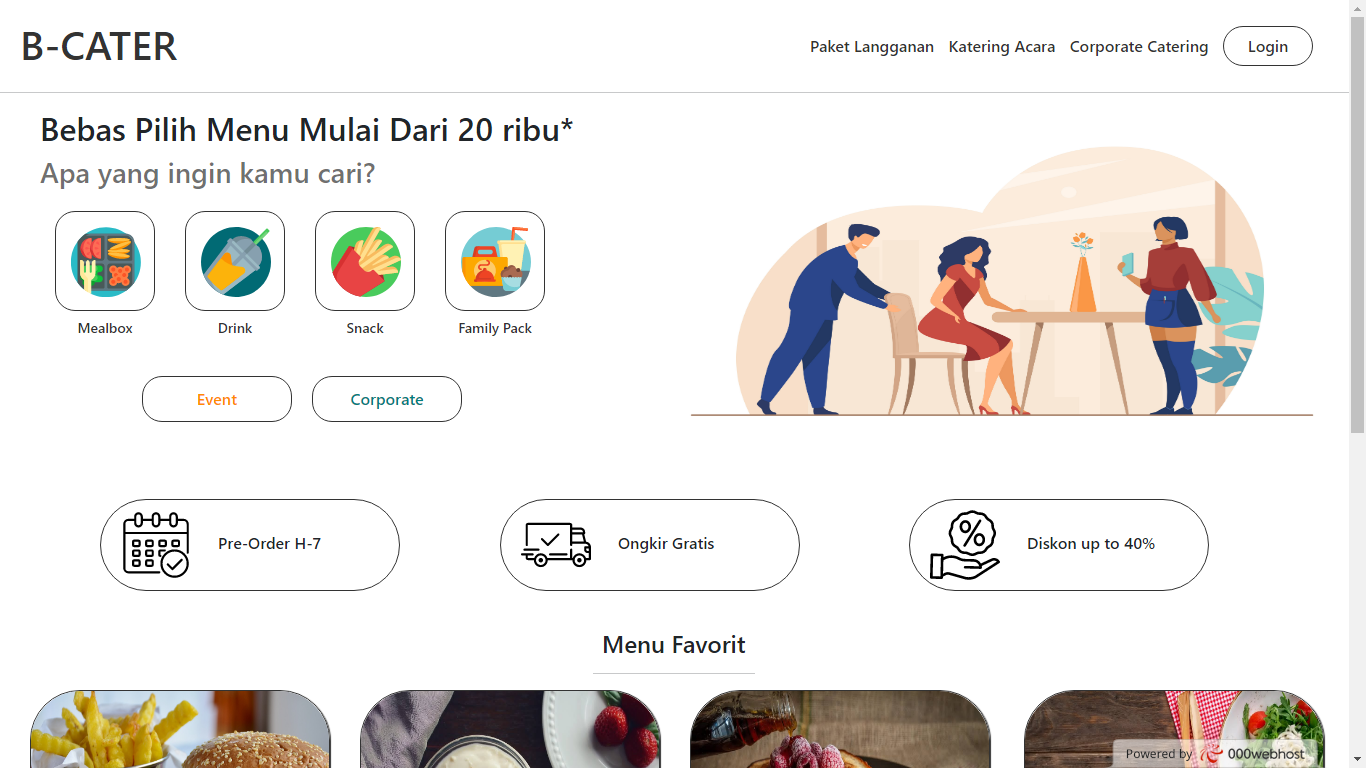 B-CATER
Paket Langganan
Katering Acara
Corporate Catering
Login
Bebas Pilih Menu Mulai Dari 20 ribu*
Apa yang ingin kamu cari?
Mealbox
Drink
Snack
Family Pack
Event
Corporate
Pre-Order H-7
Ongkir Gratis
Diskon up to 40%
Menu Favorit
Powered by 000webhost